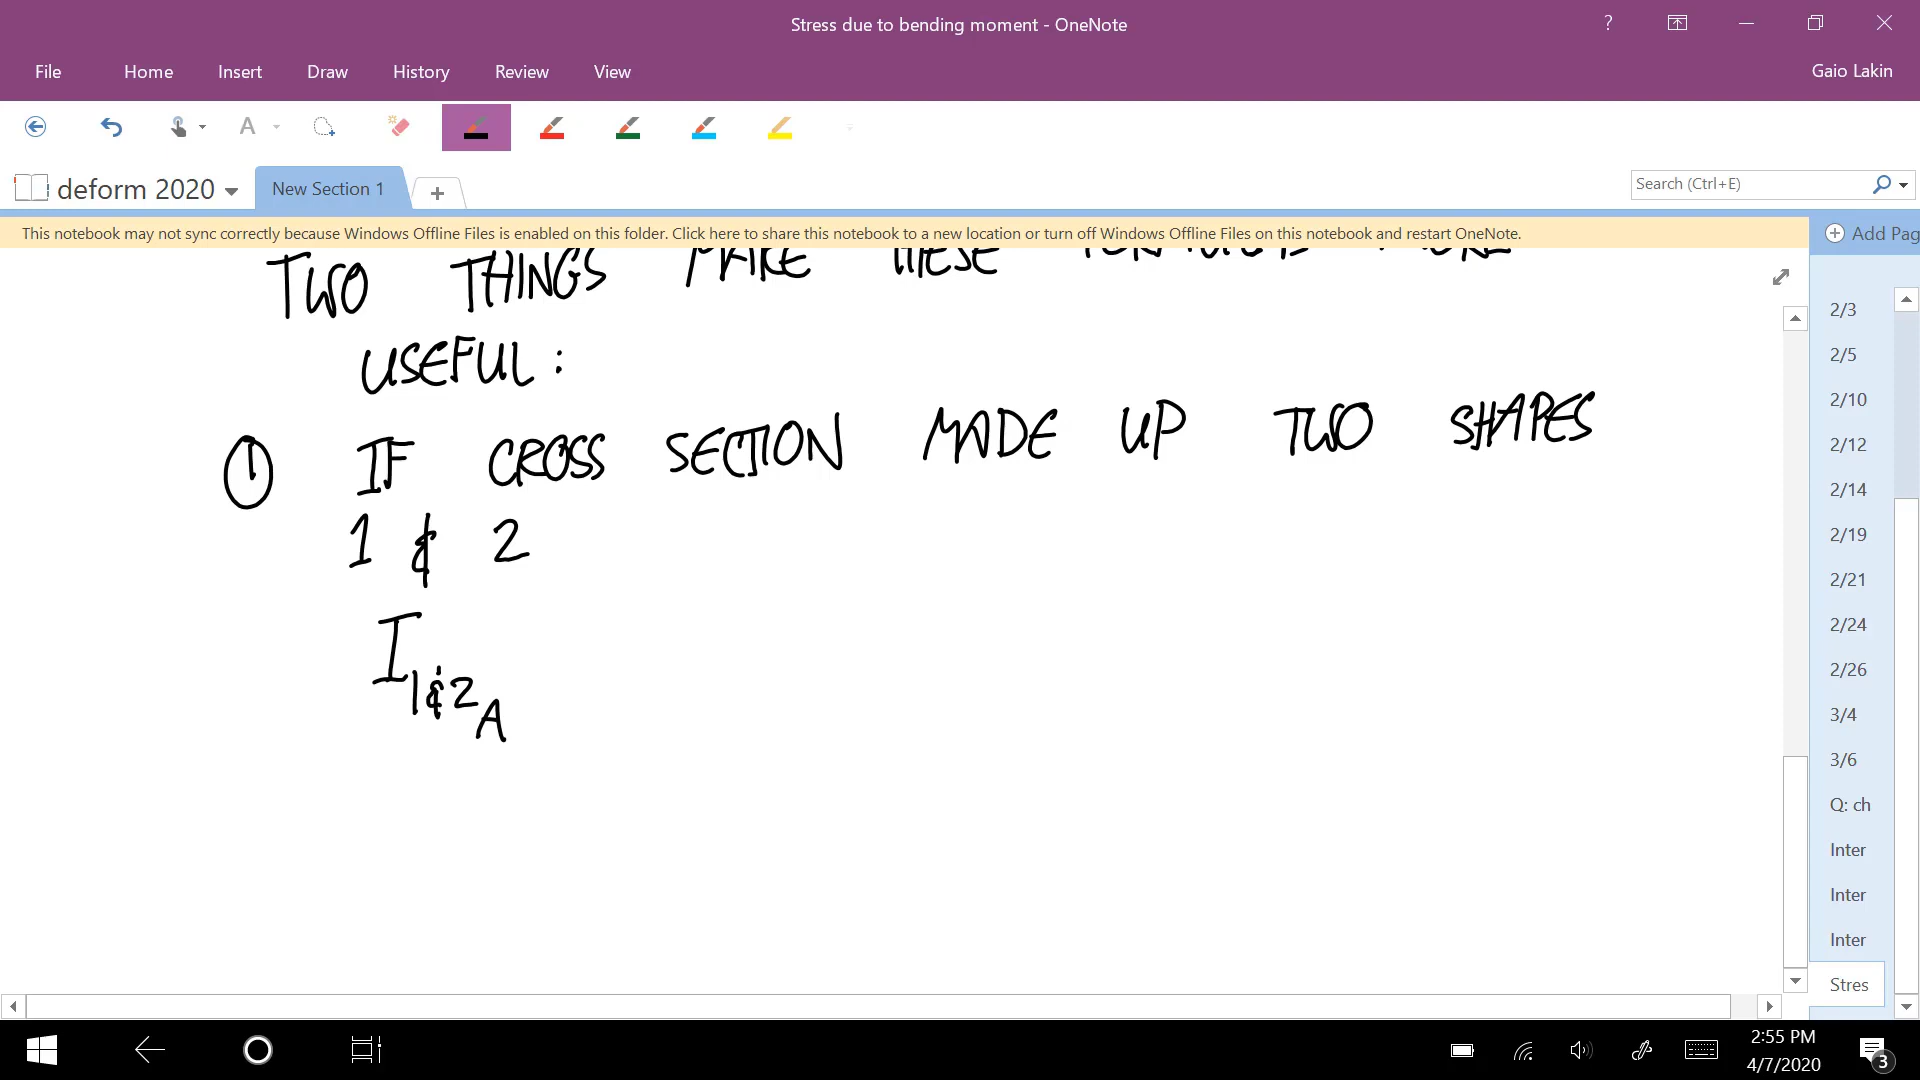 Stress due to bending moment - OneNote
?
File Home Insert Draw History Review View
Gaio Lakin
A
deform 2020
New Section 1
+
Search (Ctrl+E)
This notebook may not sync correctly because Windows Offline Files is enabled on this folder. Click here to share this notebook to a new location or turn off Windows Offline Files on this notebook and restart OneNote.
Add Pag
TWO THINGS MAKE THESE FORMULAS MORE
USEFUL:
① IF CROSS SECTION MADE UP TWO SHAPES
1 & 2
I1&2A
2/3
2/5
2/10
2/12
2/14
2/19
2/21
2/24
2/26
3/4
3/6
Q: ch
Inter
Inter
Inter
Stres
2:55 PM
4/7/2020
3